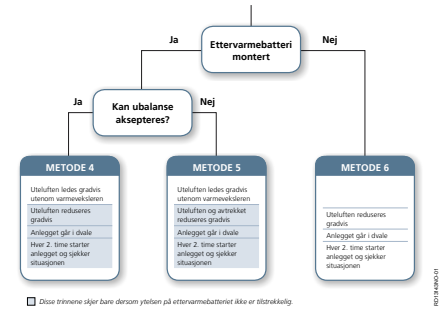 Ja
Ettervarmebatteri
montert
Nej
Ja
Kan ubalanse
aksepteres?
Nej
METODE 4
Uteluften ledes gradvis
utenom varmeveksleren
Uteluften reduseres
gradvis
Anlegget går i dvale
Hver 2. time starter
anlegget og sjekker
situasjonen
METODE 5
Uteluften ledes gradvis
utenom varmeveksleren
Uteluften og avtrekket
reduseres gradvis
Anlegget går i dvale
Hver 2. time starter
anlegget og sjekker
situasjonen
METODE 6
Uteluften reduseres
gradvis
Anlegget går i dvale
Hver 2. time starter
anlegget og sjekker
situasjonen
Disse trinnene skjer bare dersom ytelsen på ettervarmebatteriet ikke er tilstrekkelig.
RD13143NO-01